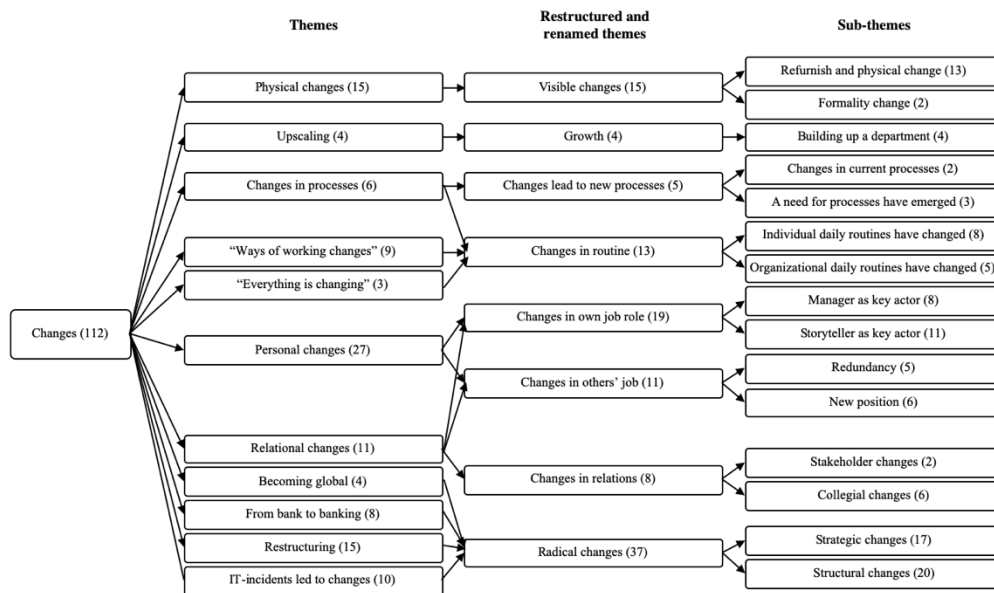 Themes
Restructured and
renamed themes
Sub-themes
Physical changes (15)
Visible changes (15)
Refurnish and physical change (13)
Formality change (2)
Upscaling (4)
Growth (4)
Building up a department (4)
Changes in processes (6)
Changes lead to new processes (5)
Changes in current processes (2)
A need for processes have emerged (3)
“Ways of working changes” (9)
“Everything is changing” (3)
Changes in routine (13)
Individual daily routines have changed (8)
Organizational daily routines have changed (5)
Changes (112)
Personal changes (27)
Changes in own job role (19)
Manager as key actor (8)
Storyteller as key actor (11)
Changes in others’ job (11)
Redundancy (5)
New position (6)
Relational changes (11)
Changes in relations (8)
Stakeholder changes (2)
Collegial changes (6)
Becoming global (4)
From bank to banking (8)
Restructuring (15)
IT-incidents led to changes (10)
Radical changes (37)
Strategic changes (17)
Structural changes (20)